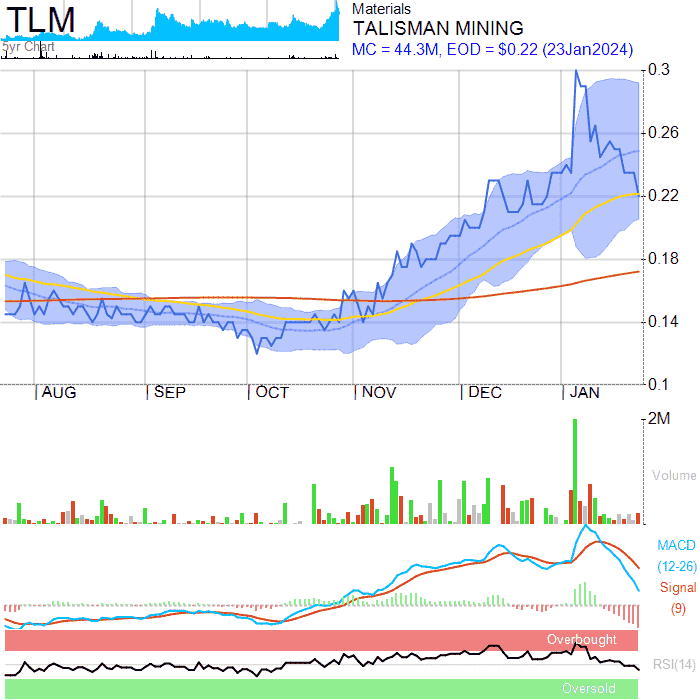 TLM
5yr Chart
Materials
TALISMAN MINING
MC = 44.3M, EOD = $0.22 (23Jan2024)
0.3
0.26
0.22
0.18
0.14
0.1
AUG SEP OCT NOV DEC JAN
2M
Volume
MACD
(12-26)
Signal
(9)
Overbought
RSI(14)
Oversold